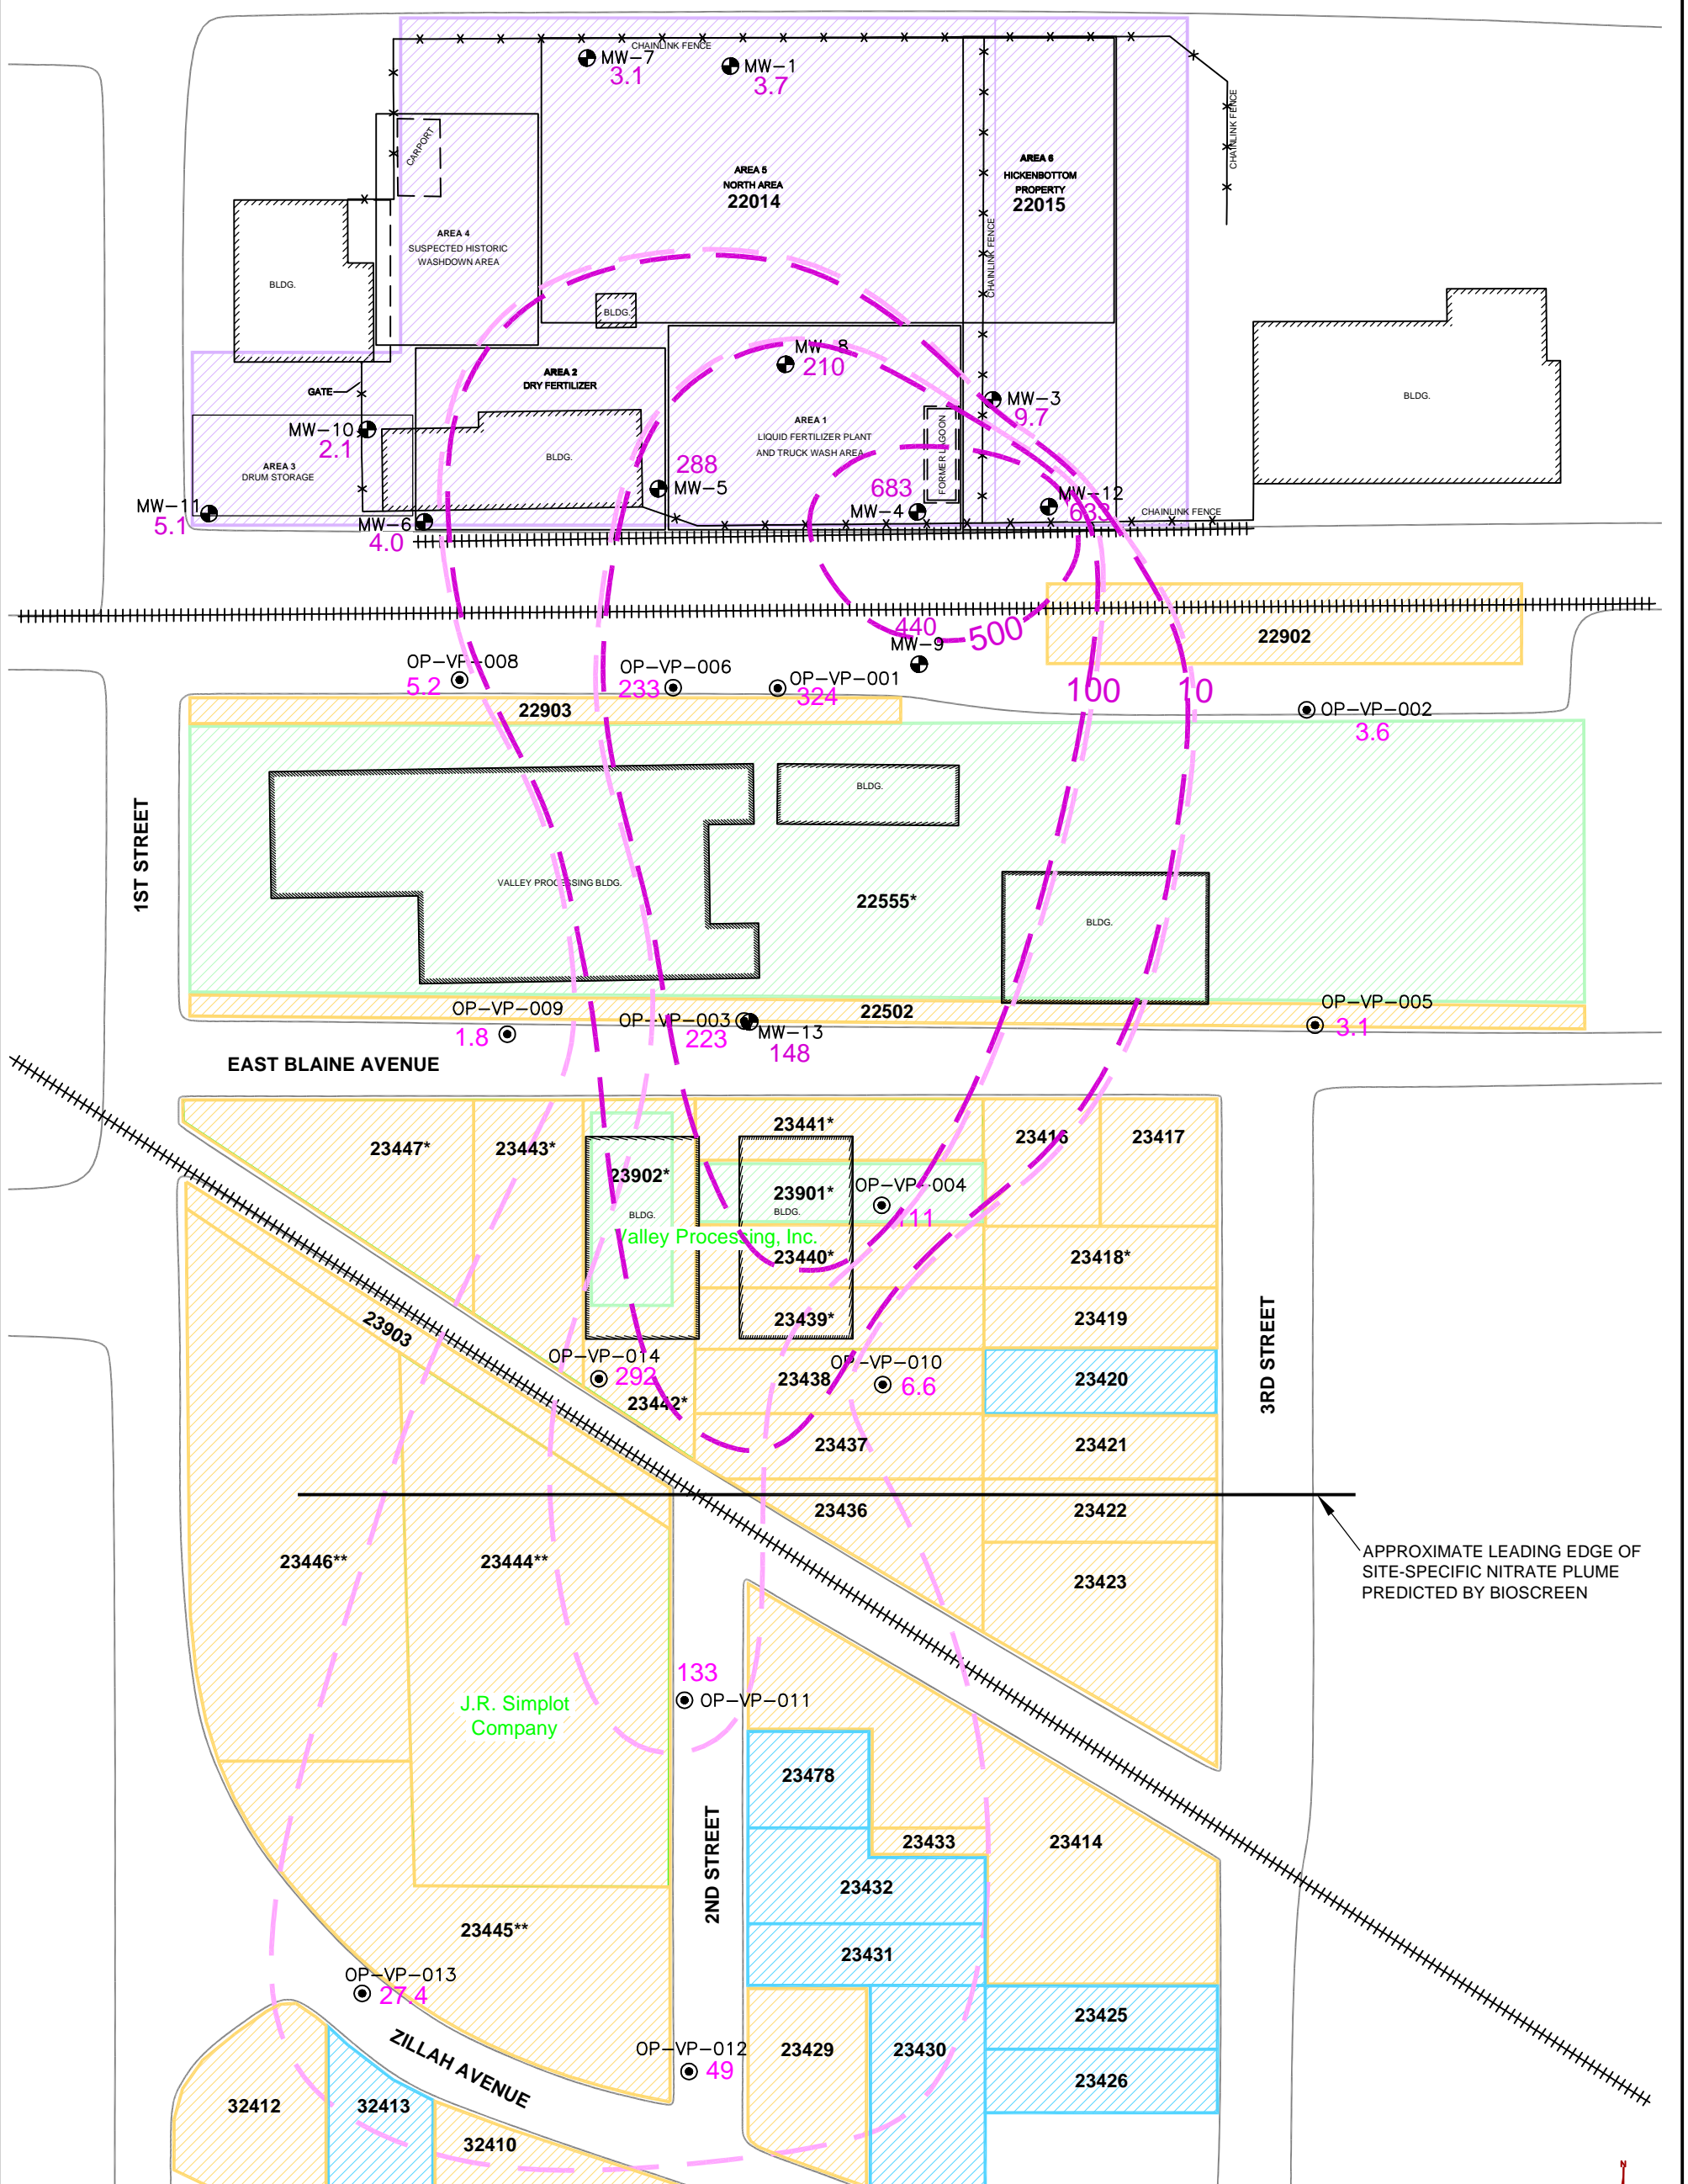 CHAINLINK FENCE
MW-7
3.1
MW-1
3.7
CHAINLINK FENCE
CARPORT
AREA 5
NORTH AREA
22014
AREA 6
HICKENBOTTOM
PROPERTY
22015
CHAINLINK FENCE
AREA 4
SUSPECTED HISTORIC
WASHDOWN AREA
BLDG.
BLDG.
MW-8
210
AREA 2
DRY FERTILIZER
GATE
MW-3
9.7
BLDG.
MW-10
2.1
AREA 1
LIQUID FERTILIZER PLANT
AND TRUCK WASH AREA
FORMER LAGOON
BLDG.
AREA 3
DRUM STORAGE
288
MW-5
683
MW-4
MW-12
633
CHAINLINK FENCE
MW-11
5.1
MW-6
4.0
440
MW-9
500
22902
OP-VP-008
5.2
OP-VP-006
233
OP-VP-001
324
100
10
OP-VP-002
3.6
22903
BLDG.
1ST STREET
VALLEY PROCESSING BLDG.
22555*
BLDG.
OP-VP-009
1.8
OP-VP-003
223
MW-13
148
22502
OP-VP-005
3.1
EAST BLAINE AVENUE
23447*
23443*
23441*
23416
23417
23902*
BLDG.
23901*
BLDG.
OP-VP-004
111
Valley Processing, Inc.
23440*
23418*
23903
23439*
23419
3RD STREET
OP-VP-014
292
23442*
23438
OP-VP-010
6.6
23420
23437
23421
23436
23422
APPROXIMATE LEADING EDGE OF
SITE-SPECIFIC NITRATE PLUME
PREDICTED BY BIOSCREEN
23446**
23444**
23423
133
OP-VP-011
J.R. Simplot
Company
23478
2ND STREET
23433
23414
23432
23445**
23431
OP-VP-013
27.4
23425
ZILLAH AVENUE
OP-VP-012
49
23429
23430
23426
32412
32413
32410
N